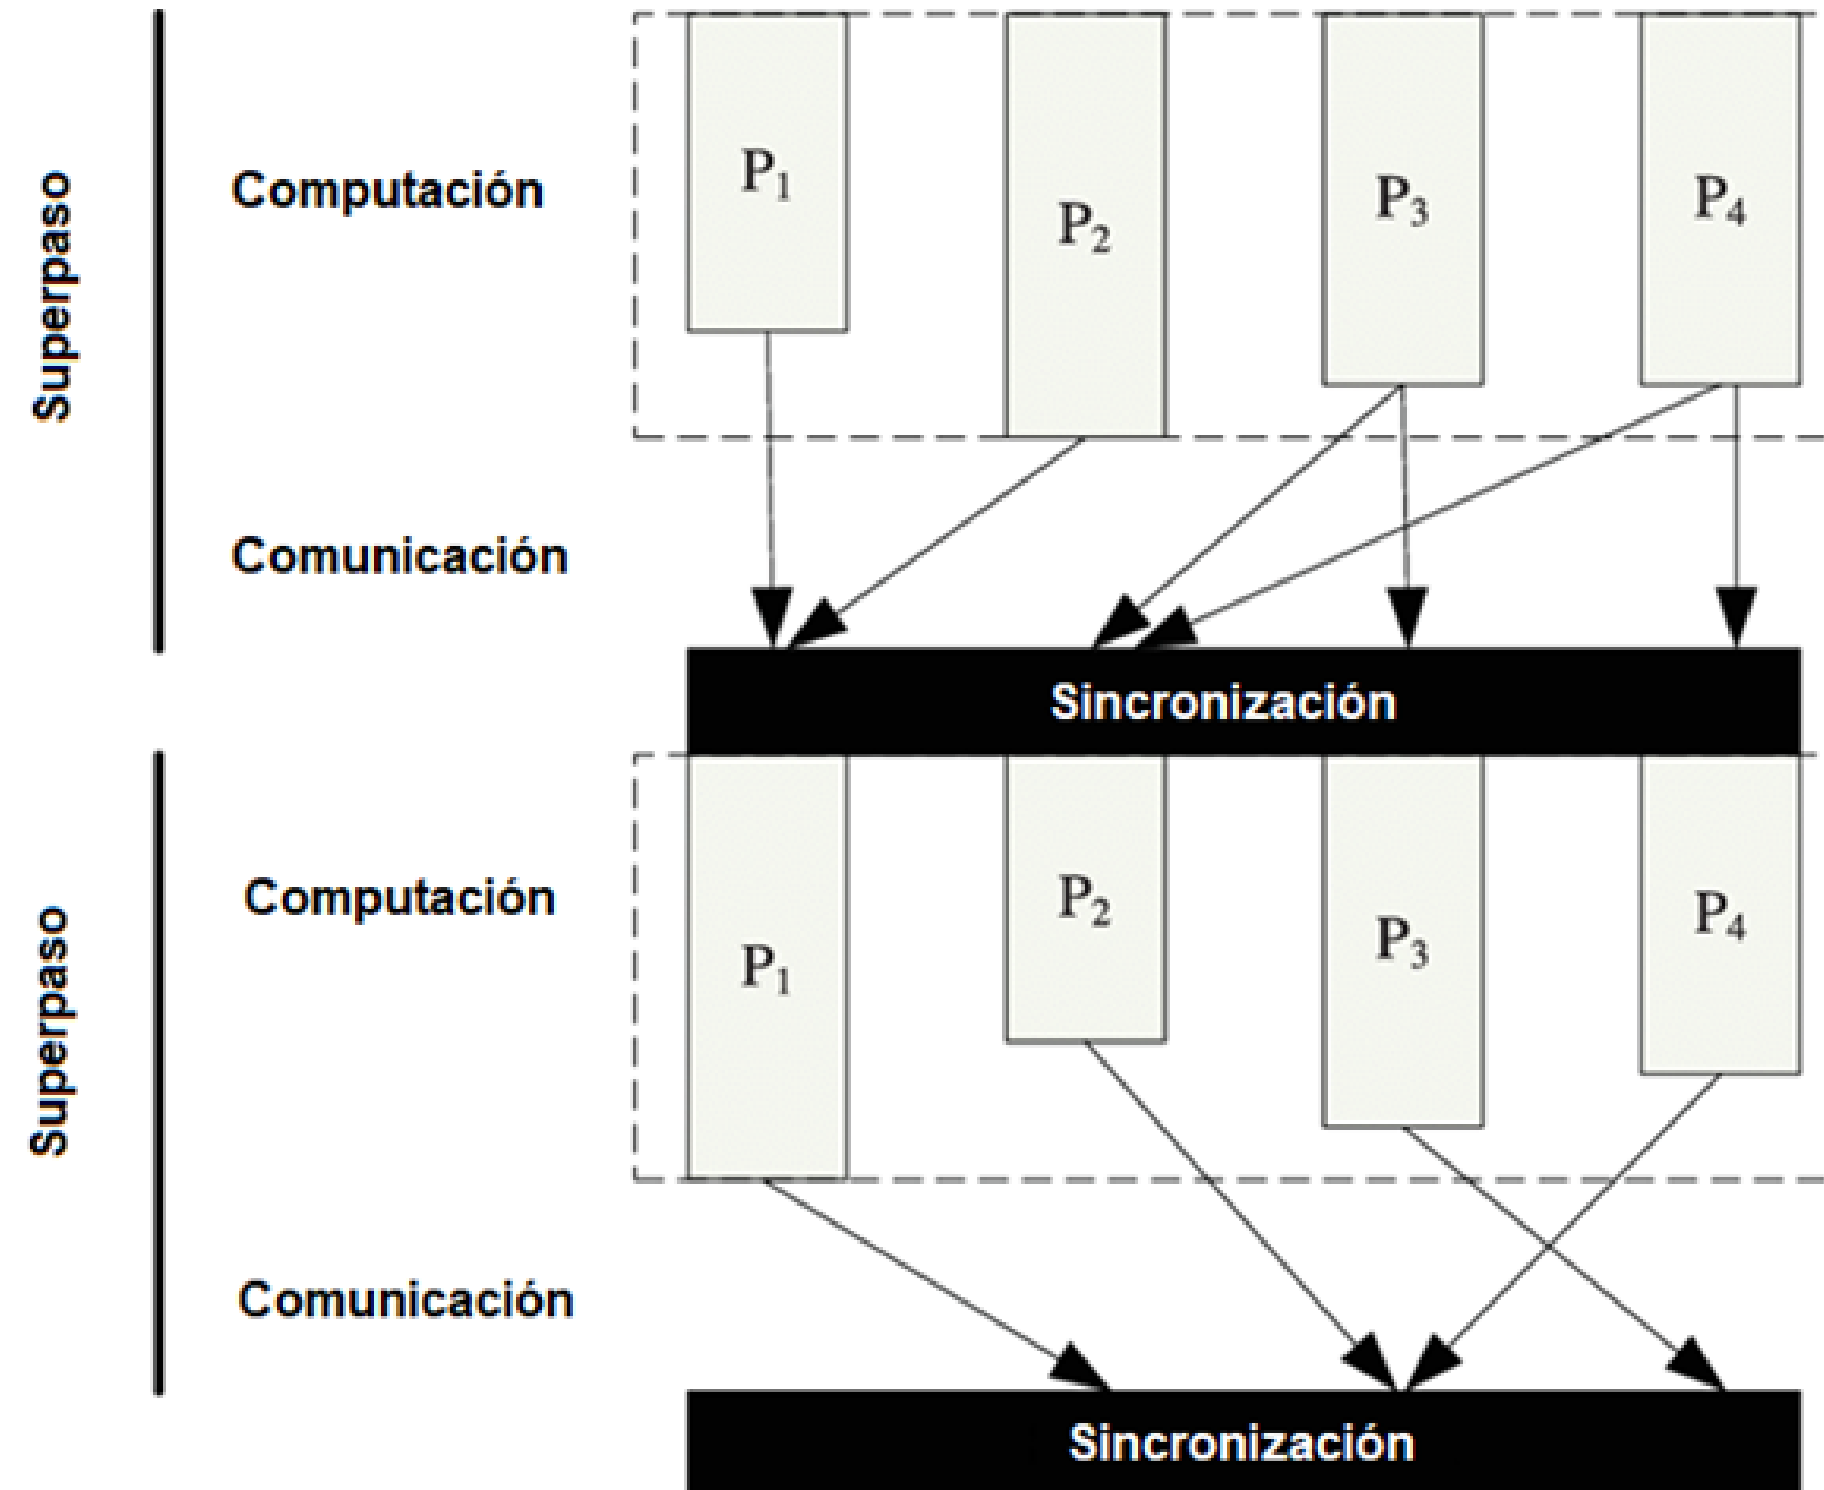 Superpaso
Computación
P₁
P₂
P₃
P₄
Comunicación
Sincronización
Superpaso
Computación
P₁
P₂
P₃
P₄
Comunicación
Sincronización